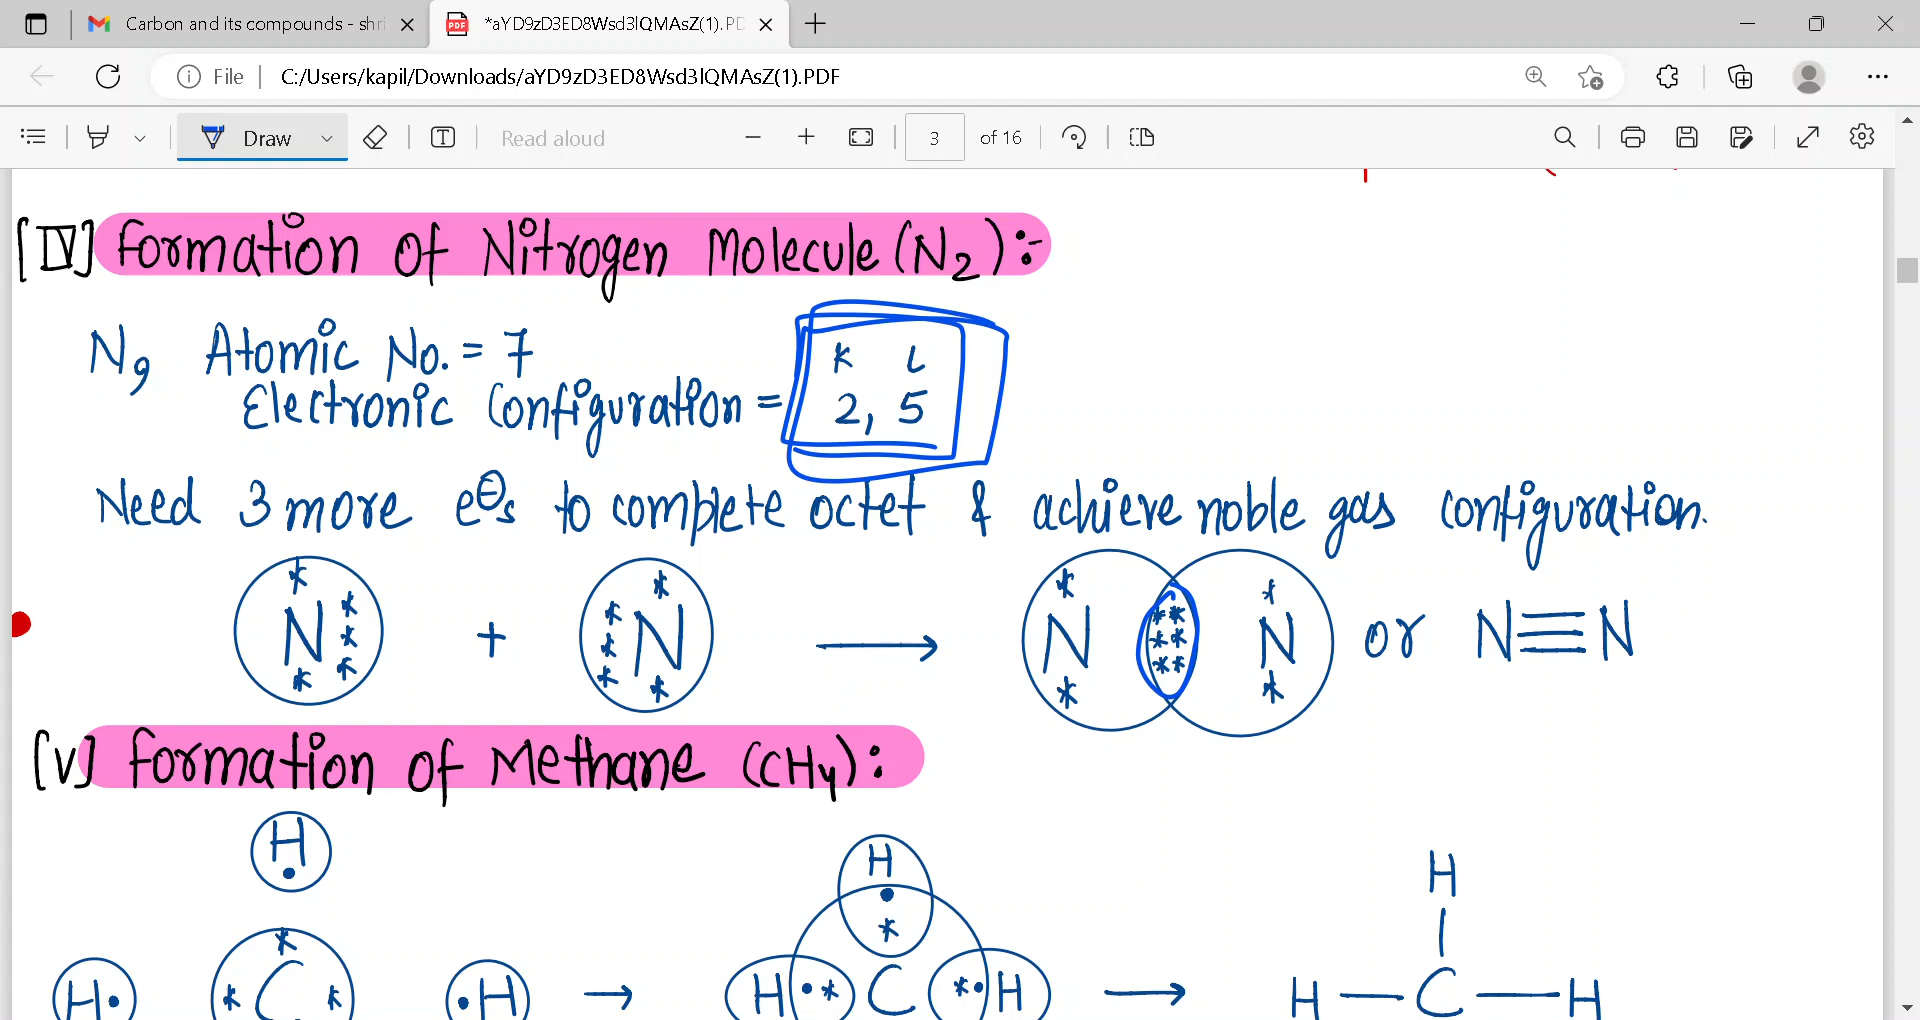 Carbon and its compounds - shri
*aYD9zD3ED8Wsd3lQMAsZ(1).PD
File C:/Users/kapil/Downloads/aYD9zD3ED8Wsd3lQMAsZ(1).PDF
Draw T Read aloud 3 of 16
[IV] Formation of Nitrogen Molecule (N2):-
N, Atomic No. = 7
K L
Electronic Configuration = 2, 5
Need 3 more e⊖s to complete octet & achieve noble gas configuration.
N + N → N N or N≡N
[V] Formation of Methane (CH4):
H
H
H
H C H → H C H → H — C — H